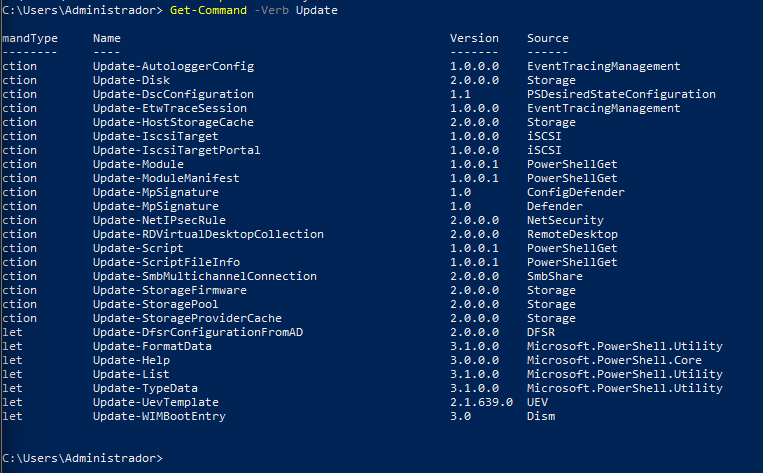 C:\Users\Administrador> Get-Command -Verb Update
mandType Name Version Source
-------- ---- ------- ------
ction Update-AutologgerConfig 1.0.0.0 EventTracingManagement
ction Update-Disk 2.0.0.0 Storage
ction Update-DscConfiguration 1.1 PSDesiredStateConfiguration
ction Update-EtwTraceSession 1.0.0.0 EventTracingManagement
ction Update-HostStorageCache 2.0.0.0 Storage
ction Update-IscsiTarget 1.0.0.0 iSCSI
ction Update-IscsiTargetPortal 1.0.0.0 iSCSI
ction Update-Module 1.0.0.1 PowerShellGet
ction Update-ModuleManifest 1.0.0.1 PowerShellGet
ction Update-MpSignature 1.0 ConfigDefender
ction Update-MpSignature 1.0 Defender
ction Update-NetIPsecRule 2.0.0.0 NetSecurity
ction Update-RDVirtualDesktopCollection 2.0.0.0 RemoteDesktop
ction Update-Script 1.0.0.1 PowerShellGet
ction Update-ScriptFileInfo 1.0.0.1 PowerShellGet
ction Update-SmbMultichannelConnection 2.0.0.0 SmbShare
ction Update-StorageFirmware 2.0.0.0 Storage
ction Update-StoragePool 2.0.0.0 Storage
ction Update-StorageProviderCache 2.0.0.0 Storage
let Update-DfsrConfigurationFromAD 2.0.0.0 DFSR
let Update-FormatData 3.1.0.0 Microsoft.PowerShell.Utility
let Update-Help 3.0.0.0 Microsoft.PowerShell.Core
let Update-List 3.1.0.0 Microsoft.PowerShell.Utility
let Update-TypeData 3.1.0.0 Microsoft.PowerShell.Utility
let Update-UevTemplate 2.1.639.0 UEV
let Update-WIMBootEntry 3.0 Dism
C:\Users\Administrador>